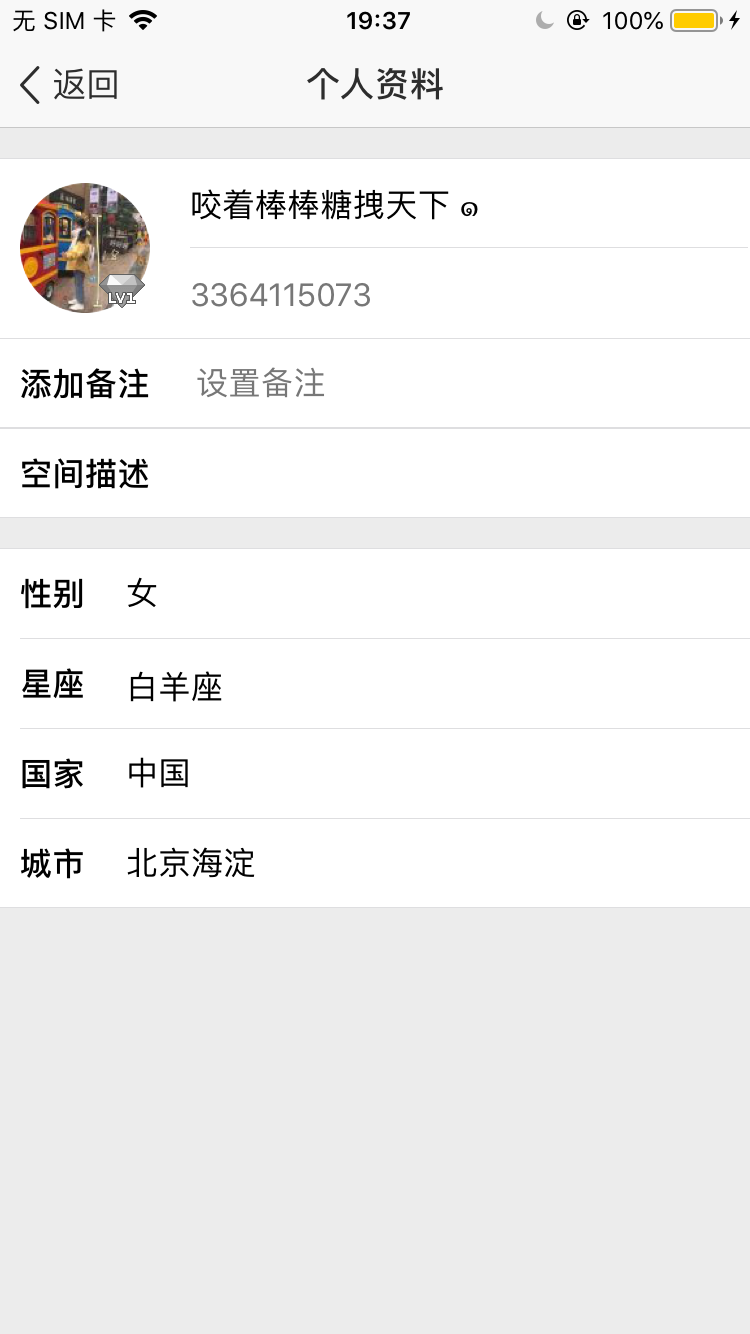 无 SIM 卡 19:37 100%
返回 个人资料
咬着棒棒糖拽天下 ๑
LV1
3364115073
添加备注 设置备注
空间描述
性别 女
星座 白羊座
国家 中国
城市 北京海淀